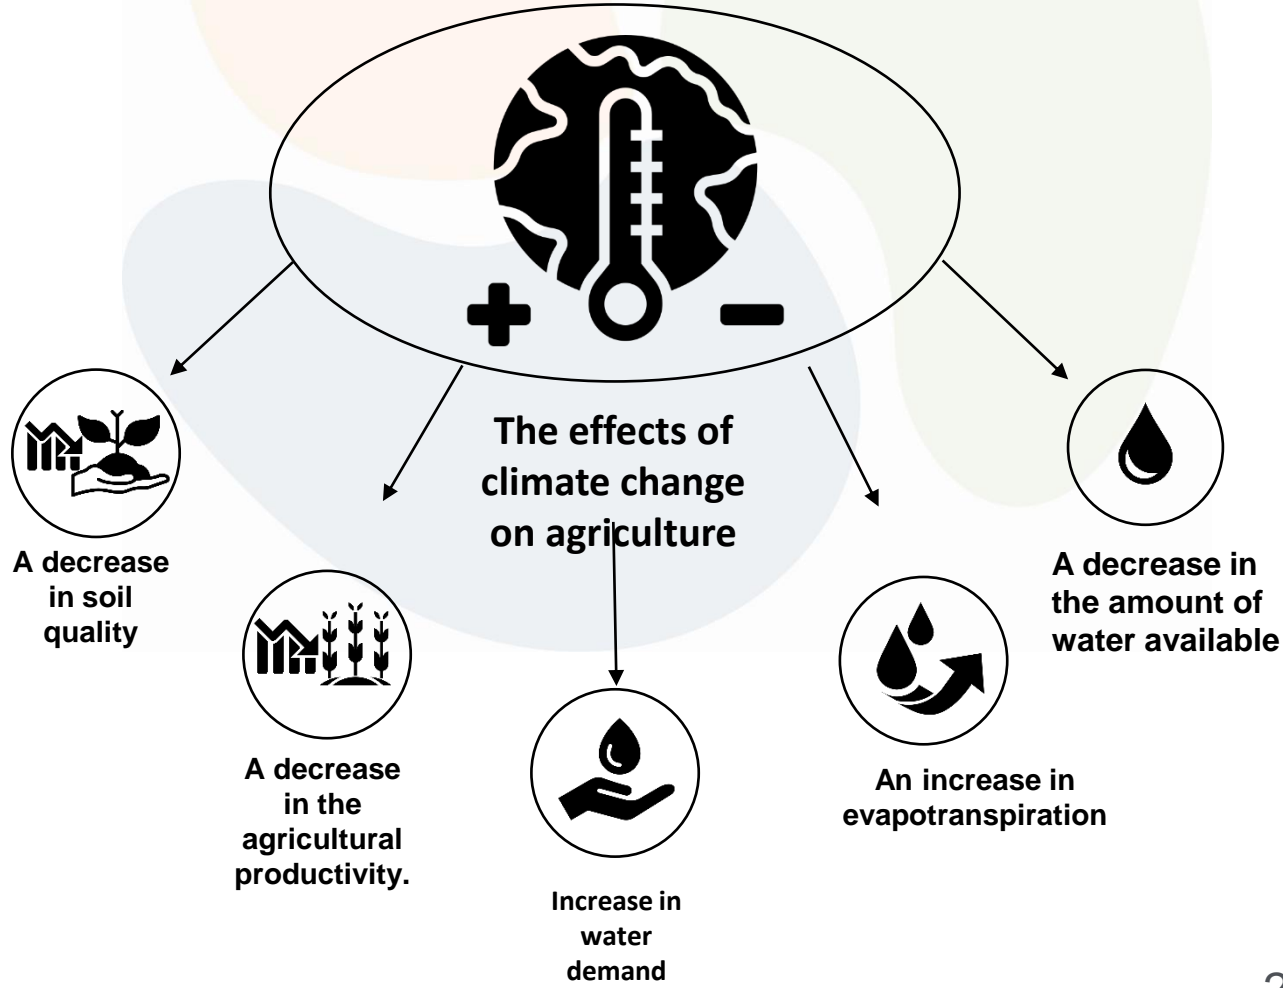 The effects of
climate change
on agriculture
A decrease
in soil
quality
A decrease
in the
agricultural
productivity.
Increase in
water
demand
An increase in
evapotranspiration
A decrease in
the amount of
water available